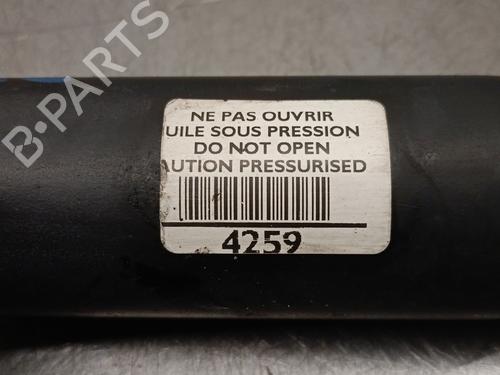 B-PARTS
NE PAS OUVRIR
UILE SOUS PRESSION
DO NOT OPEN
AUTION PRESSURISED
4259